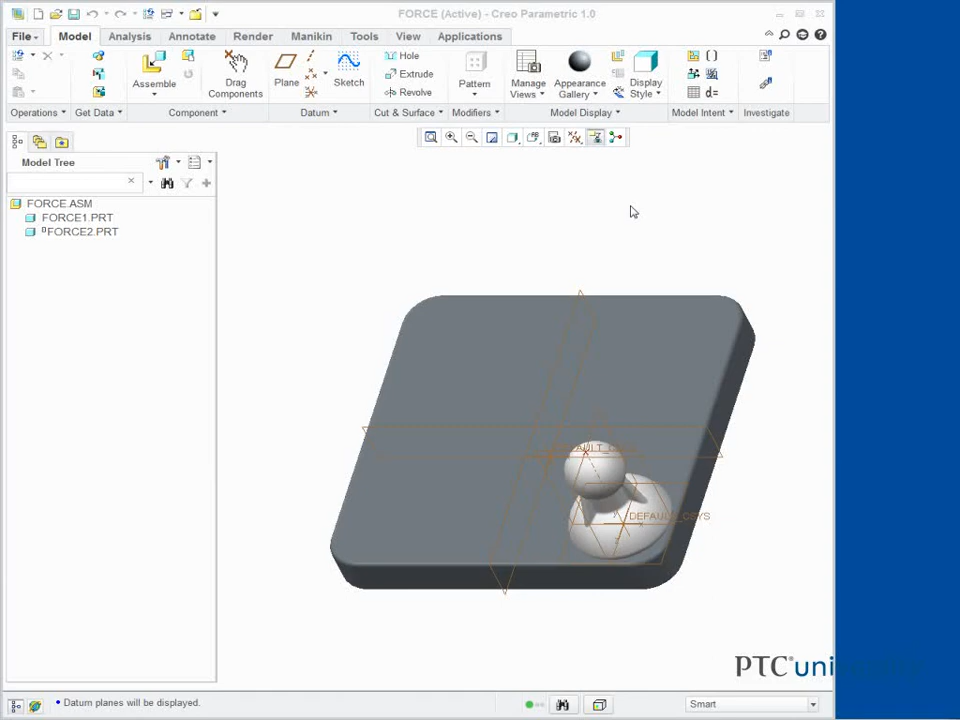 FORCE (Active) - Creo Parametric 1.0
File Model Analysis Annotate Render Manikin Tools View Applications
Assemble
Drag Components
Plane
Sketch
Hole
Extrude
Revolve
Pattern
Manage Views
Appearance Gallery
Display Style
d=
Operations Get Data Component Datum Cut & Surface Modifiers Model Display Model Intent Investigate
Model Tree
FORCE.ASM
FORCE1.PRT
FORCE2.PRT
DEFAULT_CSYS
PTC
Datum planes will be displayed.
Smart